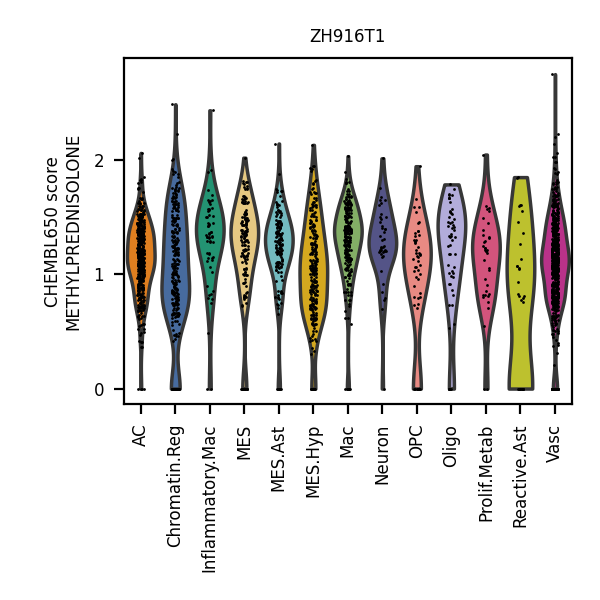 ZH916T1
CHEMBL650 score
METHYLPREDNISOLONE
2
1
0
AC
Chromatin.Reg
Inflammatory.Mac
MES
MES.Ast
MES.Hyp
Mac
Neuron
OPC
Oligo
Prolif.Metab
Reactive.Ast
Vasc